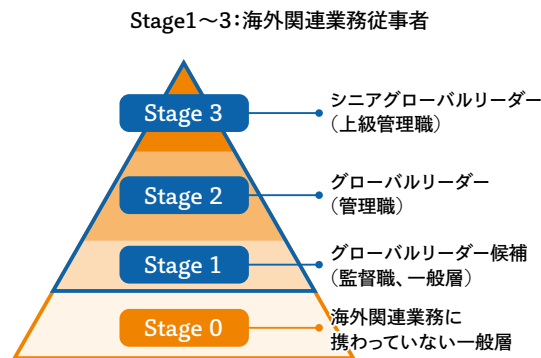 Stage1～3：海外関連業務従事者
Stage 3
シニアグローバルリーダー
（上級管理職）
Stage 2
グローバルリーダー
（管理職）
Stage 1
グローバルリーダー候補
（監督職、一般層）
Stage 0
海外関連業務に
携わっていない一般層